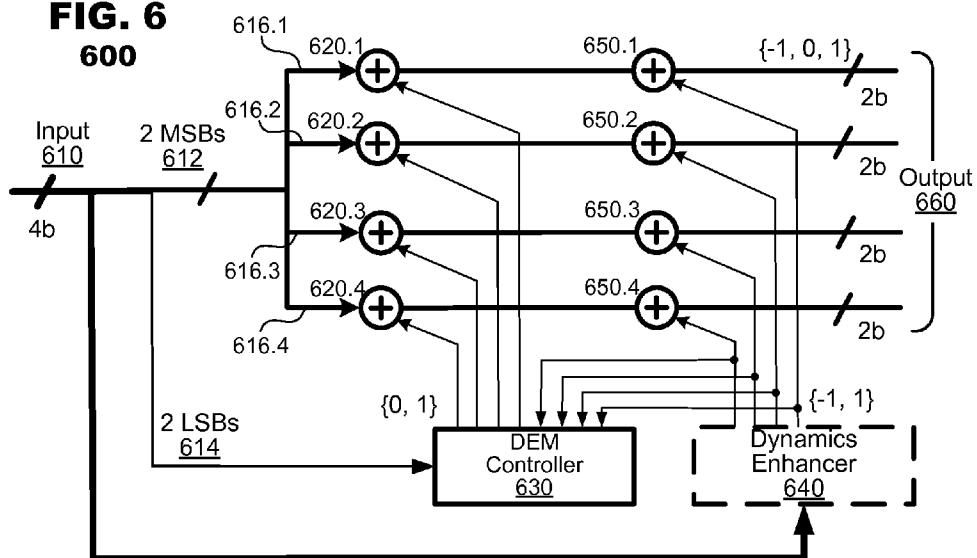 FIG. 6
600
616.1
620.1
650.1
{-1, 0, 1}
2b
616.2
620.2
650.2
2b
Input
610
4b
2 MSBs
612
Output
660
620.3
650.3
2b
616.3
620.4
650.4
2b
616.4
{0, 1}
{-1, 1}
2 LSBs
614
DEM
Controller
630
Dynamics
Enhancer
640